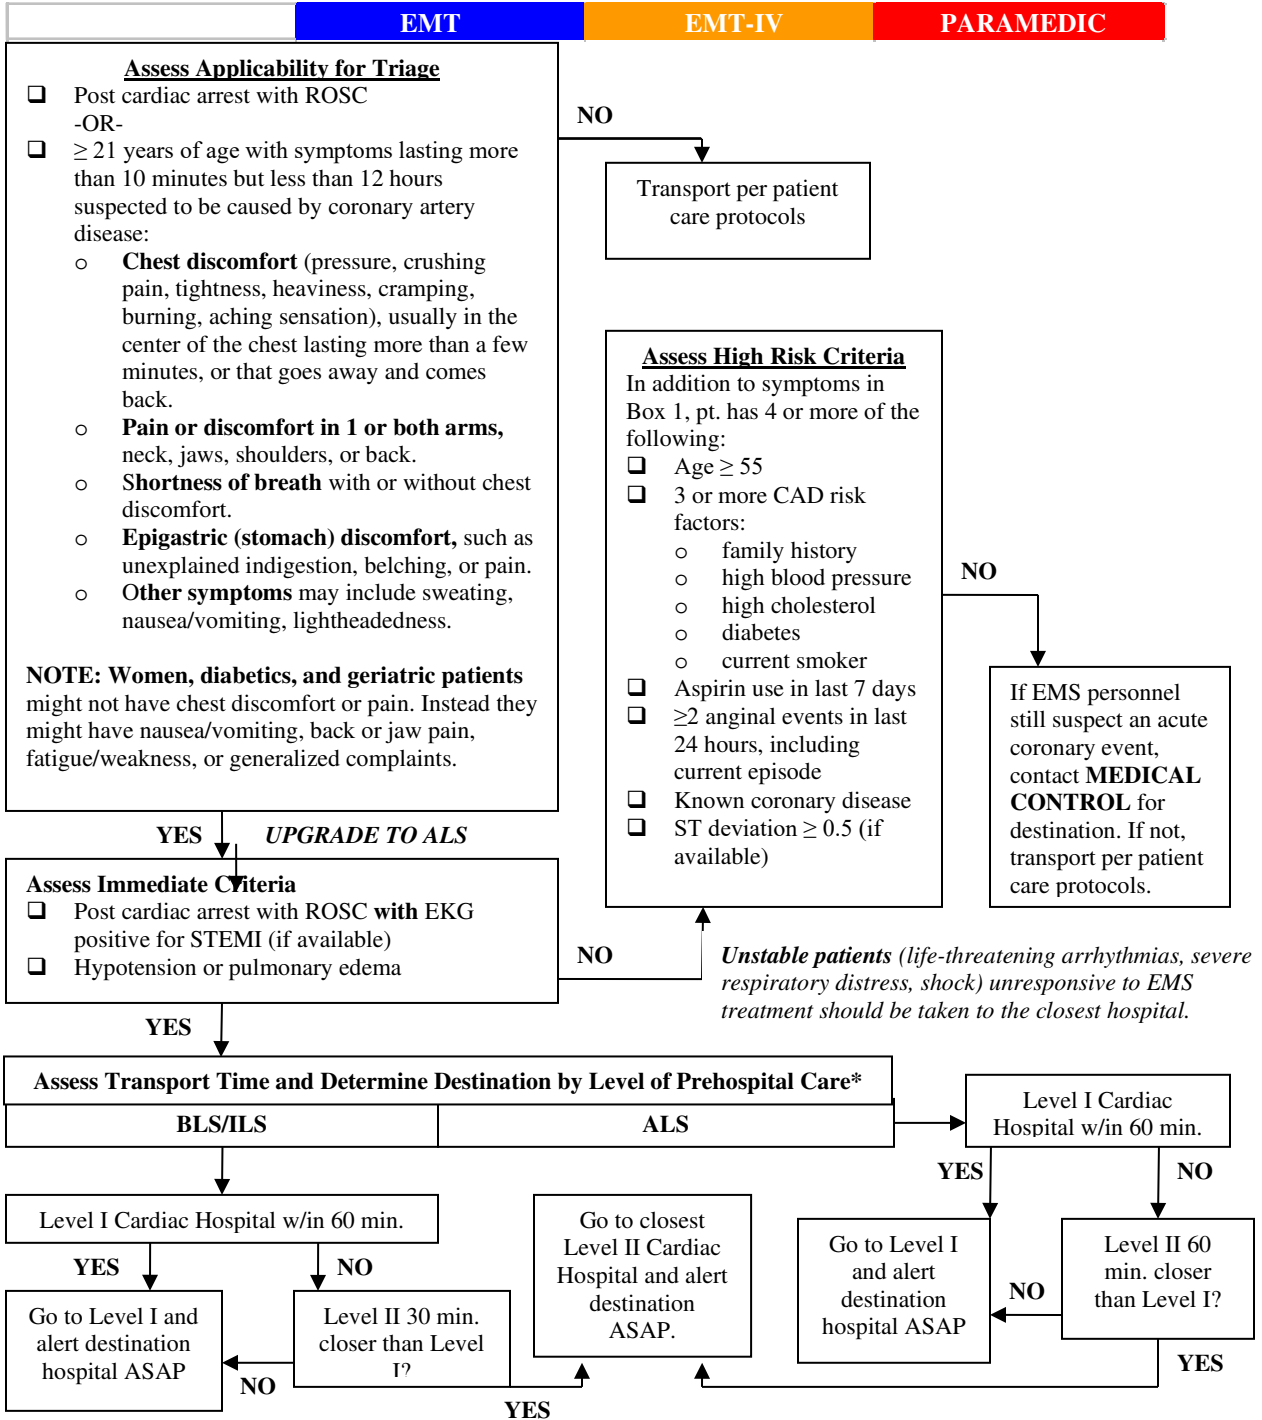 EMT
EMT-IV
PARAMEDIC
Assess Applicability for Triage
❑ Post cardiac arrest with ROSC
-OR-
❑ ≥ 21 years of age with symptoms lasting more
than 10 minutes but less than 12 hours
suspected to be caused by coronary artery
disease:
o Chest discomfort (pressure, crushing
pain, tightness, heaviness, cramping,
burning, aching sensation), usually in the
center of the chest lasting more than a few
minutes, or that goes away and comes
back.
o Pain or discomfort in 1 or both arms,
neck, jaws, shoulders, or back.
o Shortness of breath with or without chest
discomfort.
o Epigastric (stomach) discomfort, such as
unexplained indigestion, belching, or pain.
o Other symptoms may include sweating,
nausea/vomiting, lightheadedness.
NOTE: Women, diabetics, and geriatric patients
might not have chest discomfort or pain. Instead they
might have nausea/vomiting, back or jaw pain,
fatigue/weakness, or generalized complaints.
NO
Transport per patient
care protocols
YES
UPGRADE TO ALS
Assess Immediate Criteria
❑ Post cardiac arrest with ROSC with EKG
positive for STEMI (if available)
❑ Hypotension or pulmonary edema
NO
Assess High Risk Criteria
In addition to symptoms in
Box 1, pt. has 4 or more of the
following:
❑ Age ≥ 55
❑ 3 or more CAD risk
factors:
o family history
o high blood pressure
o high cholesterol
o diabetes
o current smoker
❑ Aspirin use in last 7 days
❑ ≥2 anginal events in last
24 hours, including
current episode
❑ Known coronary disease
❑ ST deviation ≥ 0.5 (if
available)
NO
If EMS personnel
still suspect an acute
coronary event,
contact MEDICAL
CONTROL for
destination. If not,
transport per patient
care protocols.
Unstable patients (life-threatening arrhythmias, severe
respiratory distress, shock) unresponsive to EMS
treatment should be taken to the closest hospital.
YES
Assess Transport Time and Determine Destination by Level of Prehospital Care*
BLS/ILS
ALS
Level I Cardiac Hospital w/in 60 min.
YES
NO
Go to Level I and
alert destination
hospital ASAP
NO
Level II 30 min.
closer than Level
I?
YES
Go to closest
Level II Cardiac
Hospital and alert
destination
ASAP.
Level I Cardiac
Hospital w/in 60 min.
YES
NO
Go to Level I
and alert
destination
hospital ASAP
NO
Level II 60
min. closer
than Level I?
YES